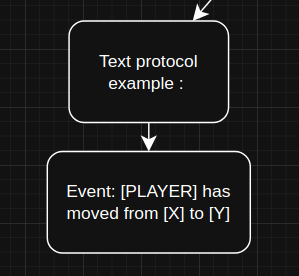 Text protocol
example :
Event: [PLAYER] has
moved from [X] to [Y]